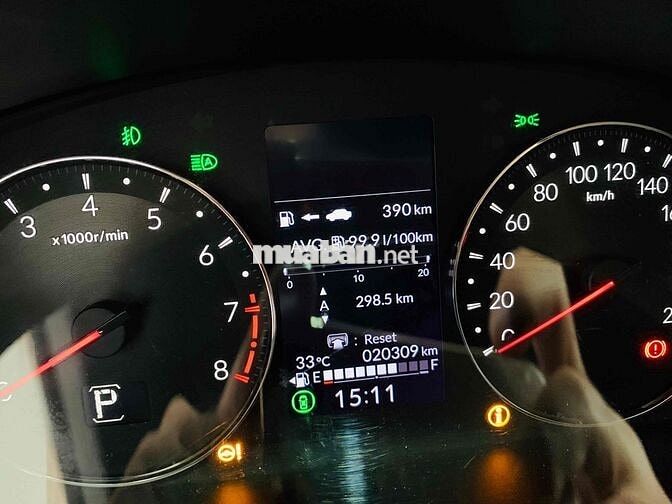 3 4 5 6 7 8
x1000r/min
P
390 km
AVG 99.9 l/100km
muaban.net
0 10 20
A 298.5 km
: Reset
33°C 020309 km
E F
15:11
A
0 20 40 60 80 100 120 140
km/h